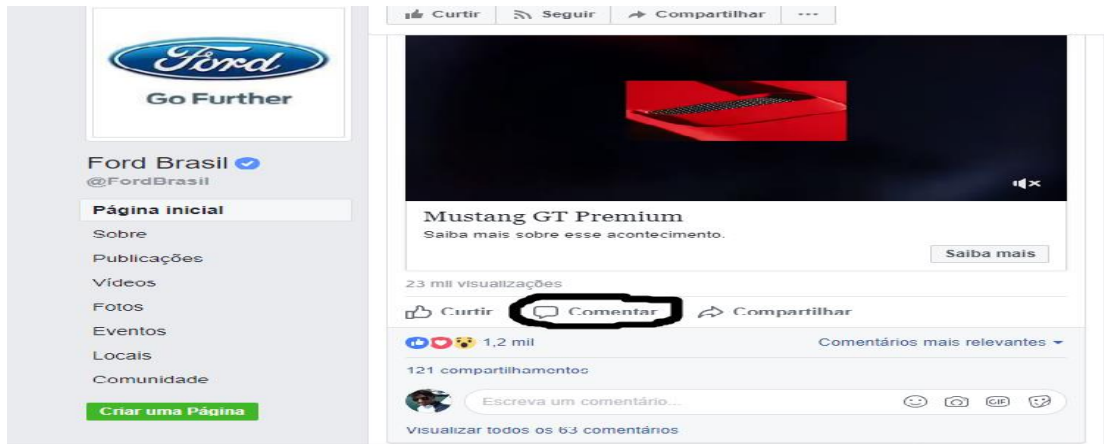 Ford
Go Further
Ford Brasil
@FordBrasil
Página inicial
Sobre
Publicações
Vídeos
Fotos
Eventos
Locais
Comunidade
Criar uma Página
Curtir Seguir Compartilhar ...
Mustang GT Premium
Saiba mais sobre esse acontecimento.
Saiba mais
23 mil visualizações
Curtir Comentar Compartilhar
1,2 mil Comentários mais relevantes
121 compartilhamentos
Escreva um comentário... GIF
Visualizar todos os 63 comentários